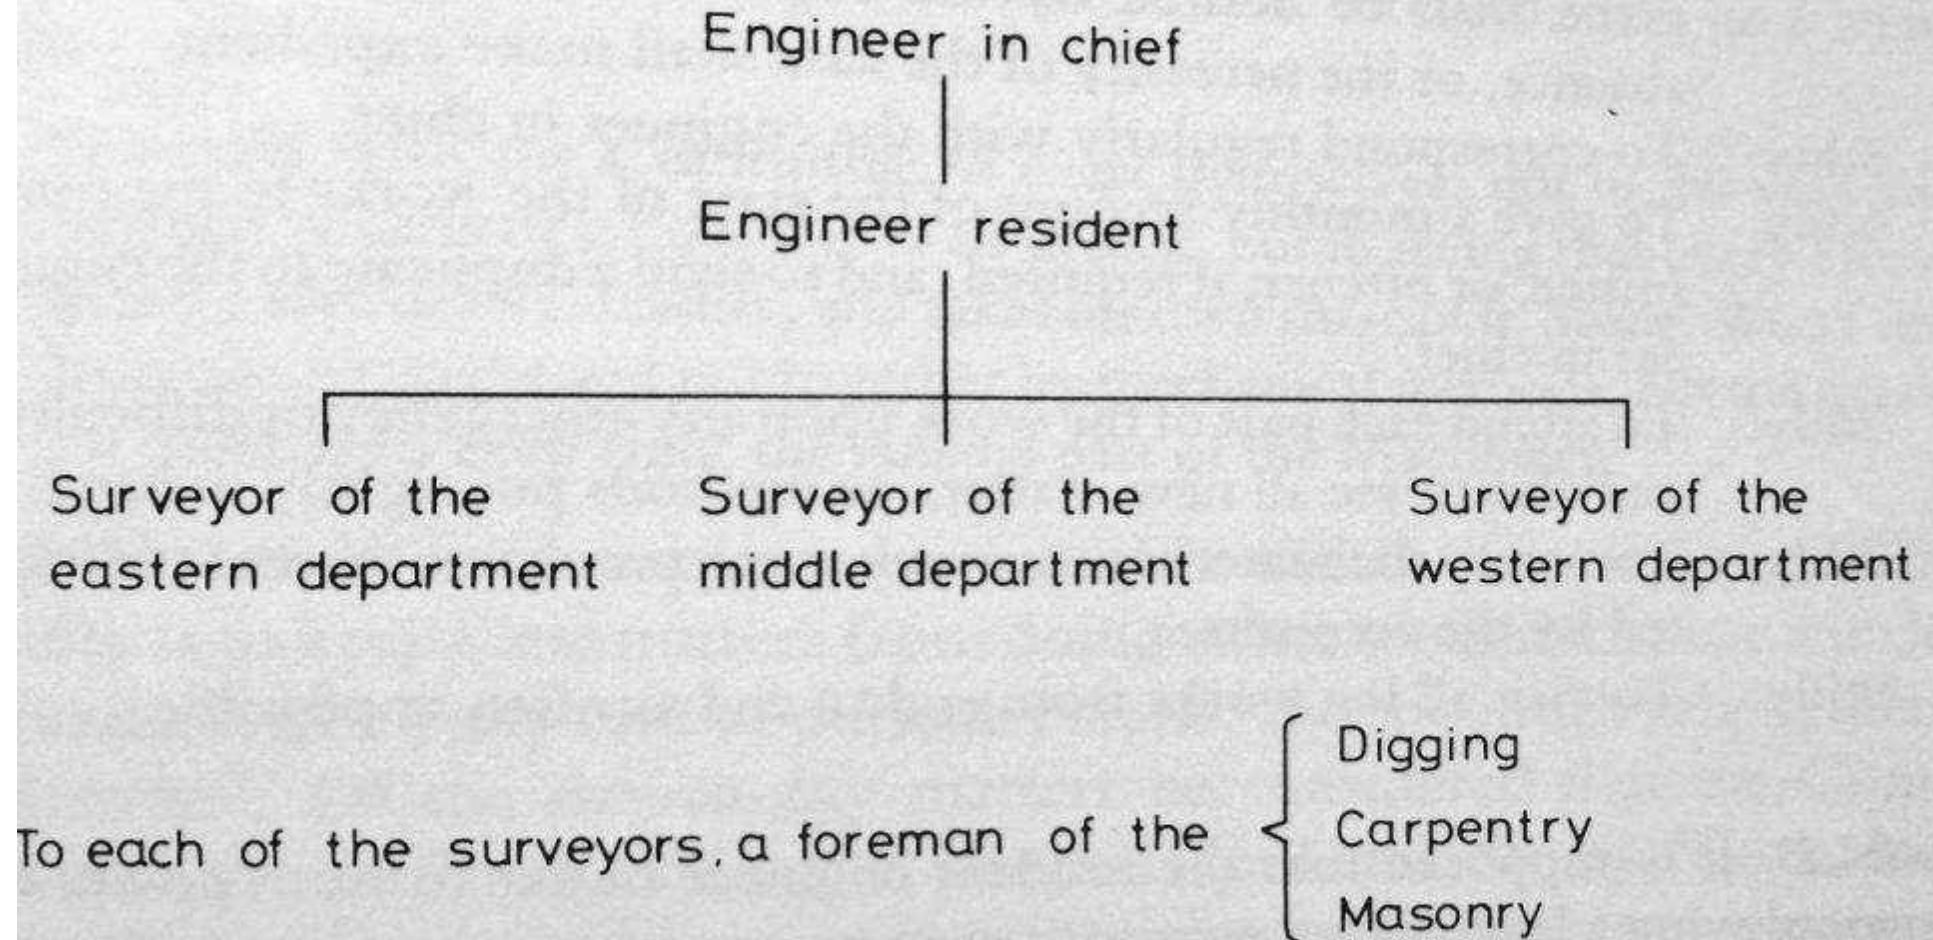 Engineer in chief
Engineer resident
Surveyor of the
eastern department
Surveyor of the
middle department
Surveyor of the
western department
To each of the surveyors, a foreman of the
Digging
Carpentry
Masonry